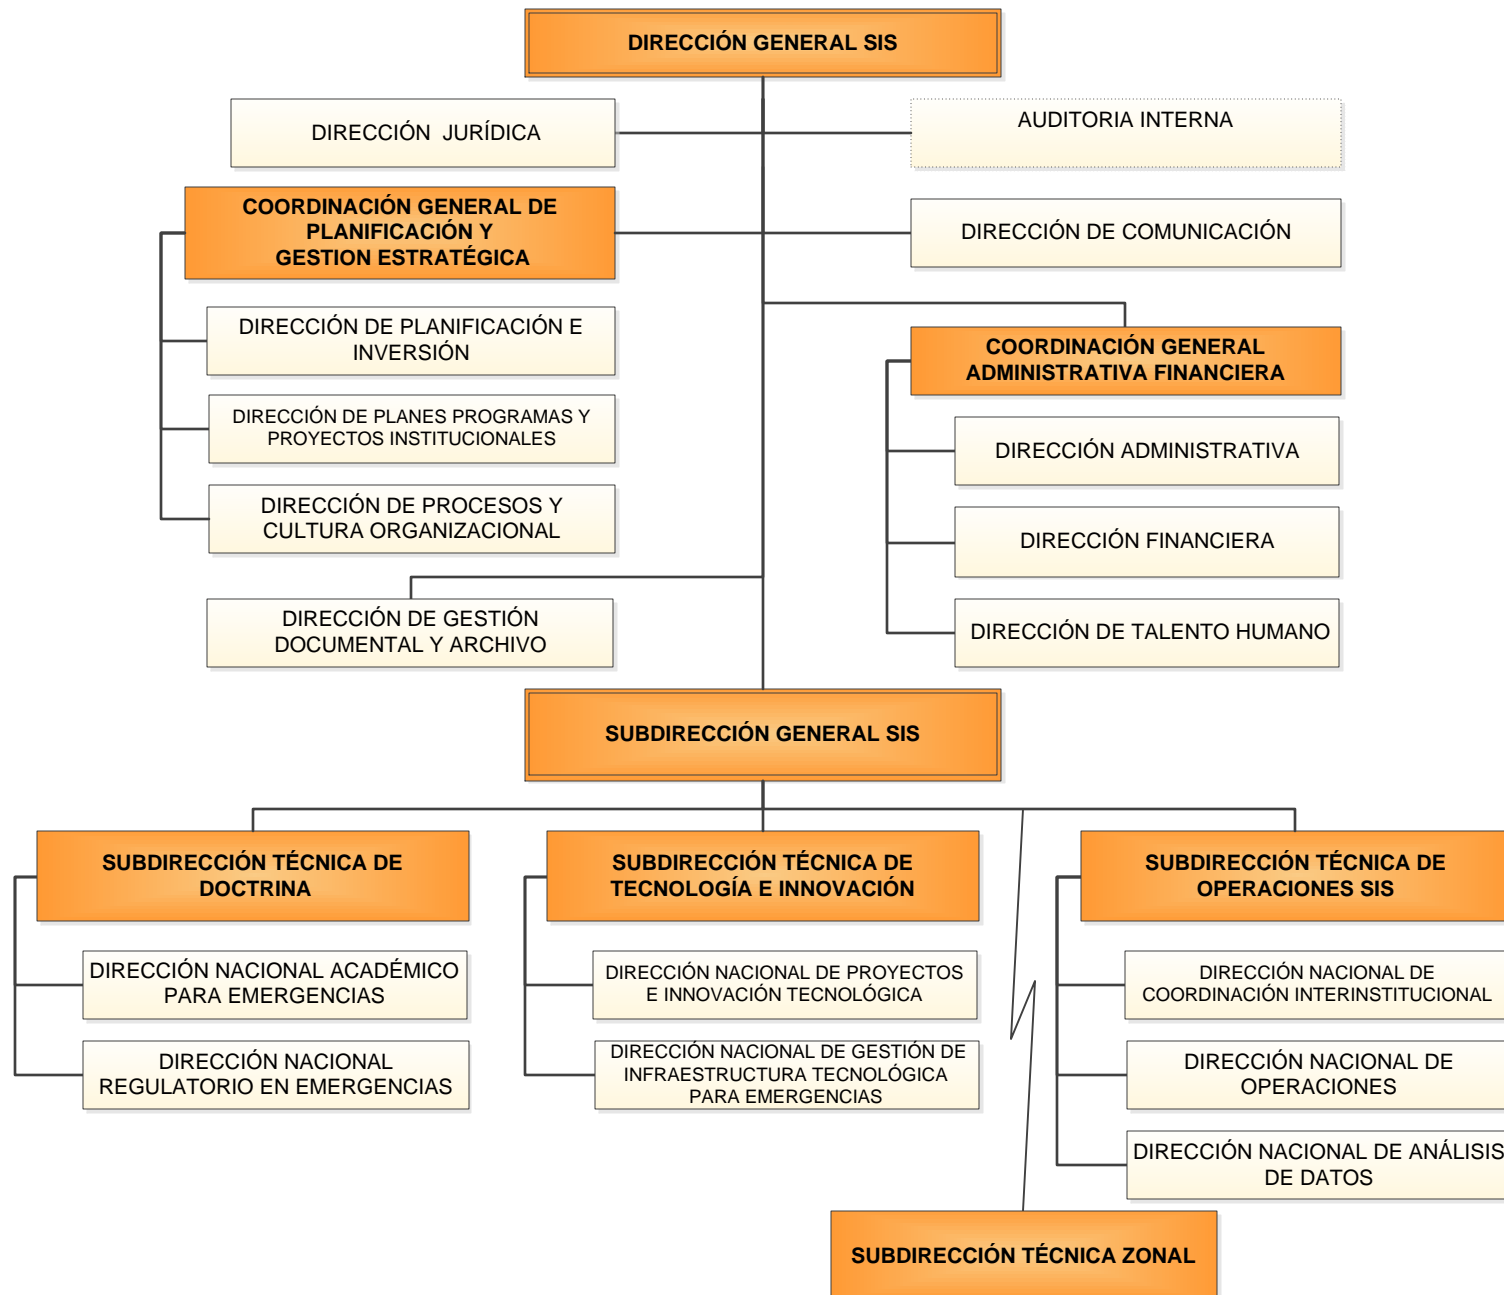 DIRECCIÓN GENERAL SIS
DIRECCIÓN  JURÍDICA
AUDITORIA INTERNA
COORDINACIÓN GENERAL DE
PLANIFICACIÓN Y
GESTION ESTRATÉGICA
DIRECCIÓN DE COMUNICACIÓN
DIRECCIÓN DE PLANIFICACIÓN E
INVERSIÓN
DIRECCIÓN DE PLANES PROGRAMAS Y
PROYECTOS INSTITUCIONALES
DIRECCIÓN DE PROCESOS Y
CULTURA ORGANIZACIONAL
COORDINACIÓN GENERAL
ADMINISTRATIVA FINANCIERA
DIRECCIÓN ADMINISTRATIVA
DIRECCIÓN FINANCIERA
DIRECCIÓN DE TALENTO HUMANO
DIRECCIÓN DE GESTIÓN
DOCUMENTAL Y ARCHIVO
SUBDIRECCIÓN GENERAL SIS
SUBDIRECCIÓN TÉCNICA DE
DOCTRINA
DIRECCIÓN NACIONAL ACADÉMICO
PARA EMERGENCIAS
DIRECCIÓN NACIONAL
REGULATORIO EN EMERGENCIAS
SUBDIRECCIÓN TÉCNICA DE
TECNOLOGÍA E INNOVACIÓN
DIRECCIÓN NACIONAL DE PROYECTOS
E INNOVACIÓN TECNOLÓGICA
DIRECCIÓN NACIONAL DE GESTIÓN DE
INFRAESTRUCTURA TECNOLÓGICA
PARA EMERGENCIAS
SUBDIRECCIÓN TÉCNICA DE
OPERACIONES SIS
DIRECCIÓN NACIONAL DE
COORDINACIÓN INTERINSTITUCIONAL
DIRECCIÓN NACIONAL DE
OPERACIONES
DIRECCIÓN NACIONAL DE ANÁLISIS
DE DATOS
SUBDIRECCIÓN TÉCNICA ZONAL